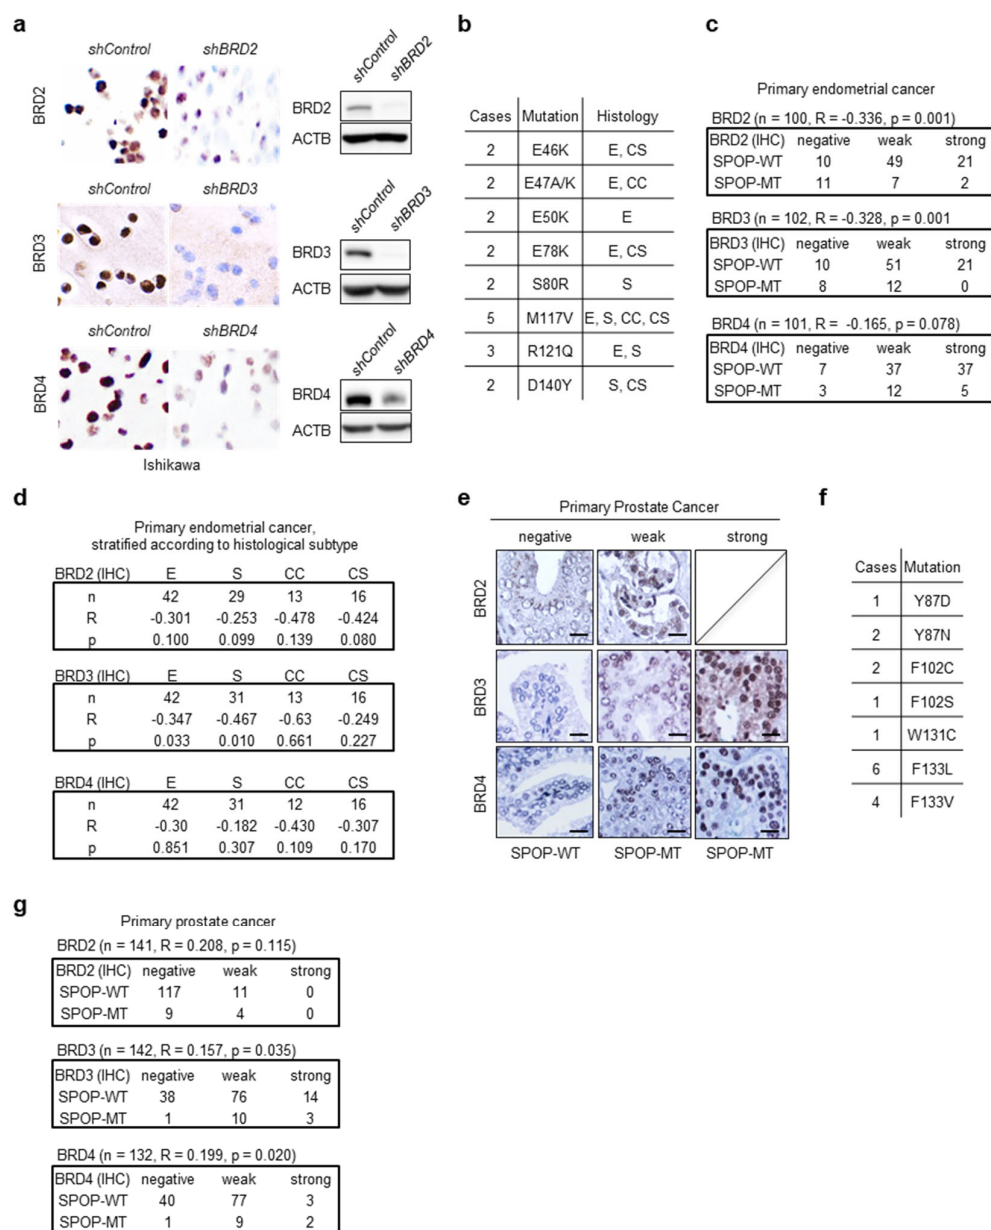 a
shControl shBRD2
BRD2
shControl shBRD2
BRD2
ACTB
shControl shBRD3
BRD3
shControl shBRD3
BRD3
ACTB
shControl shBRD4
BRD4
shControl shBRD4
BRD4
ACTB
Ishikawa
b
Cases Mutation Histology
2 E46K E, CS
2 E47A/K E, CC
2 E50K E
2 E78K E, CS
2 S80R S
5 M117V E, S, CC, CS
3 R121Q E, S
2 D140Y S, CS
c
Primary endometrial cancer
BRD2 (n = 100, R = -0.336, p = 0.001)
BRD2 (IHC) negative weak strong
SPOP-WT 10 49 21
SPOP-MT 11 7 2
BRD3 (n = 102, R = -0.328, p = 0.001
BRD3 (IHC) negative weak strong
SPOP-WT 10 51 21
SPOP-MT 8 12 0
BRD4 (n = 101, R = -0.165, p = 0.078)
BRD4 (IHC) negative weak strong
SPOP-WT 7 37 37
SPOP-MT 3 12 5
d
Primary endometrial cancer,
stratified according to histological subtype
BRD2 (IHC) E S CC CS
n 42 29 13 16
R -0.301 -0.253 -0.478 -0.424
p 0.100 0.099 0.139 0.080
BRD3 (IHC) E S CC CS
n 42 31 13 16
R -0.347 -0.467 -0.63 -0.249
p 0.033 0.010 0.661 0.227
BRD4 (IHC) E S CC CS
n 42 31 12 16
R -0.30 -0.182 -0.430 -0.307
p 0.851 0.307 0.109 0.170
e
Primary Prostate Cancer
negative weak strong
BRD2
BRD3
BRD4
SPOP-WT SPOP-MT SPOP-MT
f
Cases Mutation
1 Y87D
2 Y87N
2 F102C
1 F102S
1 W131C
6 F133L
4 F133V
g
Primary prostate cancer
BRD2 (n = 141, R = 0.208, p = 0.115)
BRD2 (IHC) negative weak strong
SPOP-WT 117 11 0
SPOP-MT 9 4 0
BRD3 (n = 142, R = 0.157, p = 0.035)
BRD3 (IHC) negative weak strong
SPOP-WT 38 76 14
SPOP-MT 1 10 3
BRD4 (n = 132, R = 0.199, p = 0.020)
BRD4 (IHC) negative weak strong
SPOP-WT 40 77 3
SPOP-MT 1 9 2